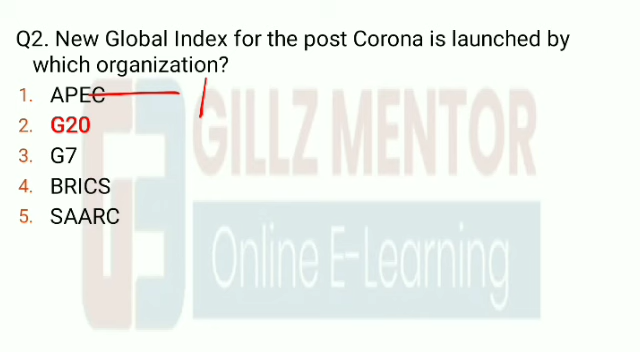 Q2. New Global Index for the post Corona is launched by
which organization?
1. APEC
2. G20
3. G7
4. BRICS
5. SAARC
GILLZ MENTOR
Online E-Learning